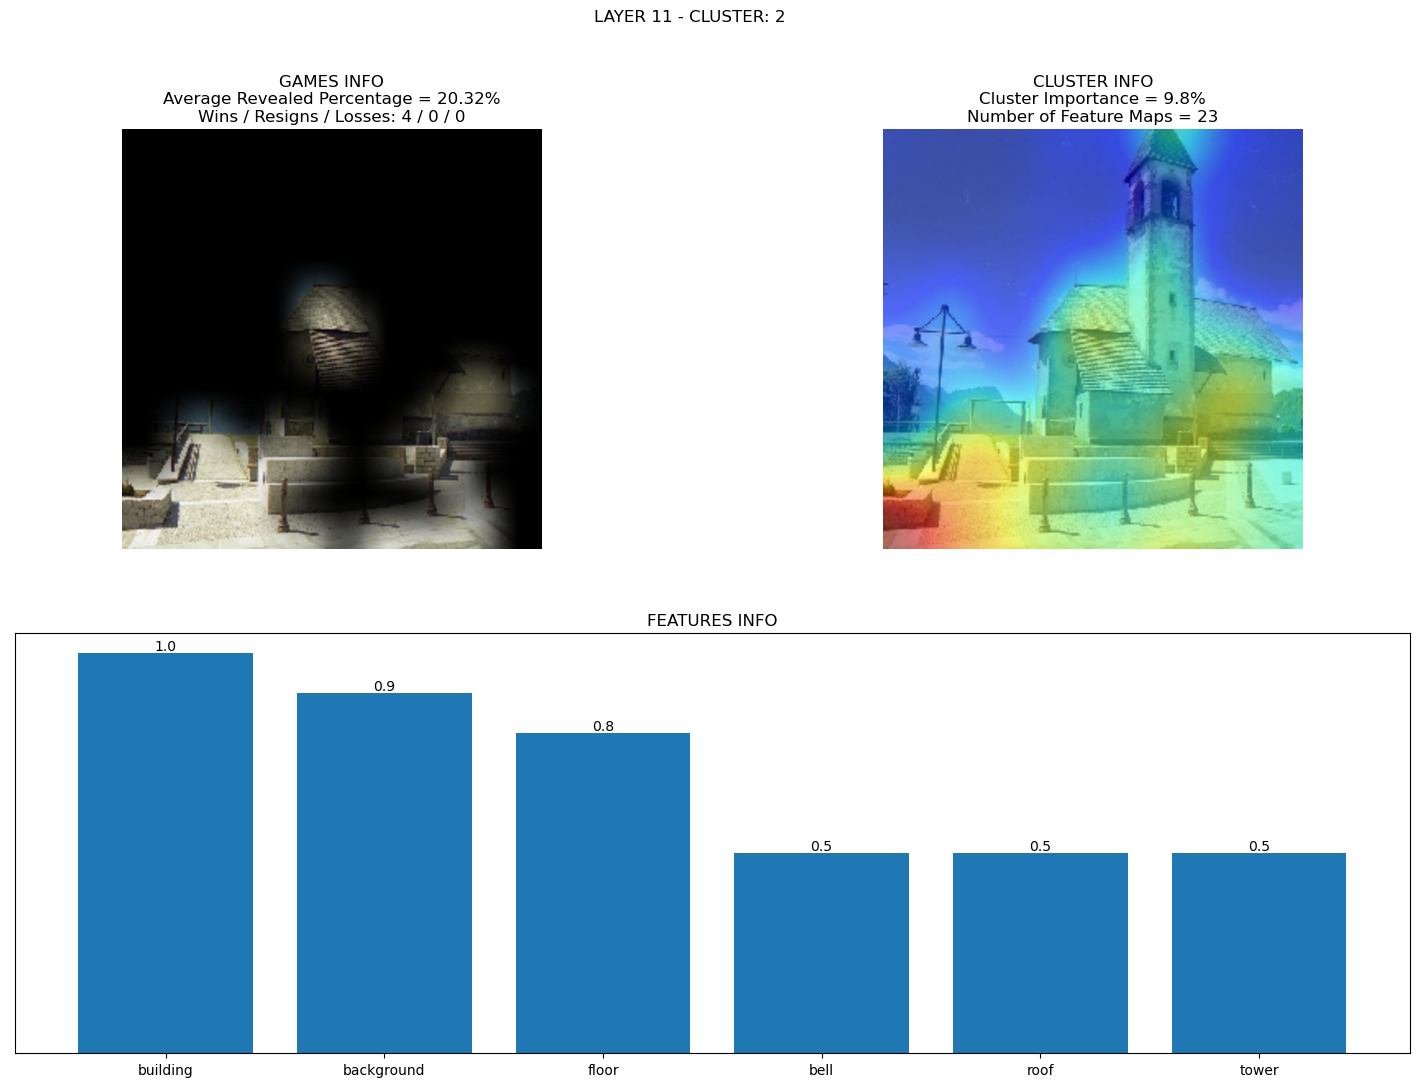 LAYER 11 - CLUSTER: 2
GAMES INFO
Average Revealed Percentage = 20.32%
Wins / Resigns / Losses: 4 / 0 / 0
CLUSTER INFO
Cluster Importance = 9.8%
Number of Feature Maps = 23
FEATURES INFO
1.0
0.9
0.8
0.5
0.5
0.5
building
background
floor
bell
roof
tower